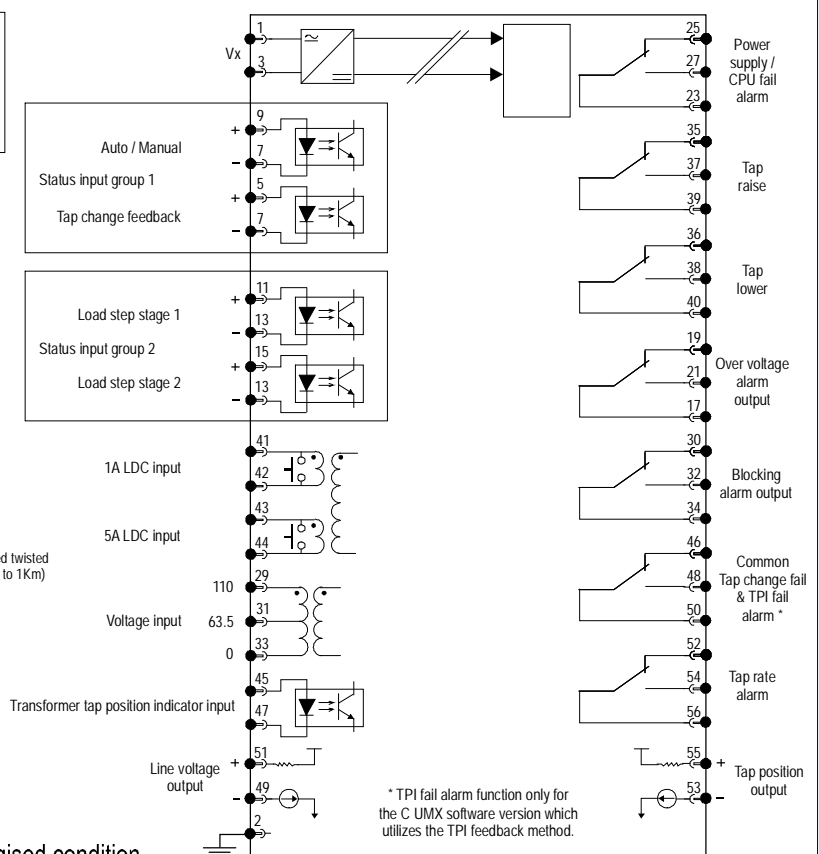 1
Vx
3
9
+
Auto / Manual
7
–
Status input group 1
5
+
Tap change feedback
7
–
11
+
Load step stage 1
13
–
Status input group 2
15
+
Load step stage 2
13
–
41
1A LDC input
42
43
5A LDC input
44
ed twisted
to 1Km)
29
110
31
Voltage input 63.5
33
0
45
Transformer tap position indicator input
47
51
+
Line voltage
output
49
–
2
gised condition
25
27
23
Power
supply /
CPU fail
alarm
35
37
39
Tap
raise
36
38
40
Tap
lower
19
21
17
Over voltage
alarm
output
30
32
34
Blocking
alarm output
46
48
50
Common
Tap change fail
& TPI fail
alarm *
52
54
56
Tap rate
alarm
55
+
53
–
Tap position
output
* TPI fail alarm function only for
the C UMX software version which
utilizes the TPI feedback method.